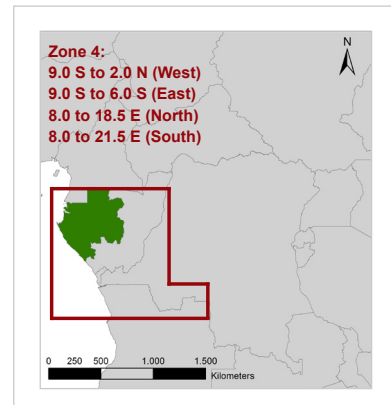 Zone 4:
9.0 S to 2.0 N (West)
9.0 S to 6.0 S (East)
8.0 to 18.5 E (North)
8.0 to 21.5 E (South)
N
0 250 500 1.000 1.500
Kilometers